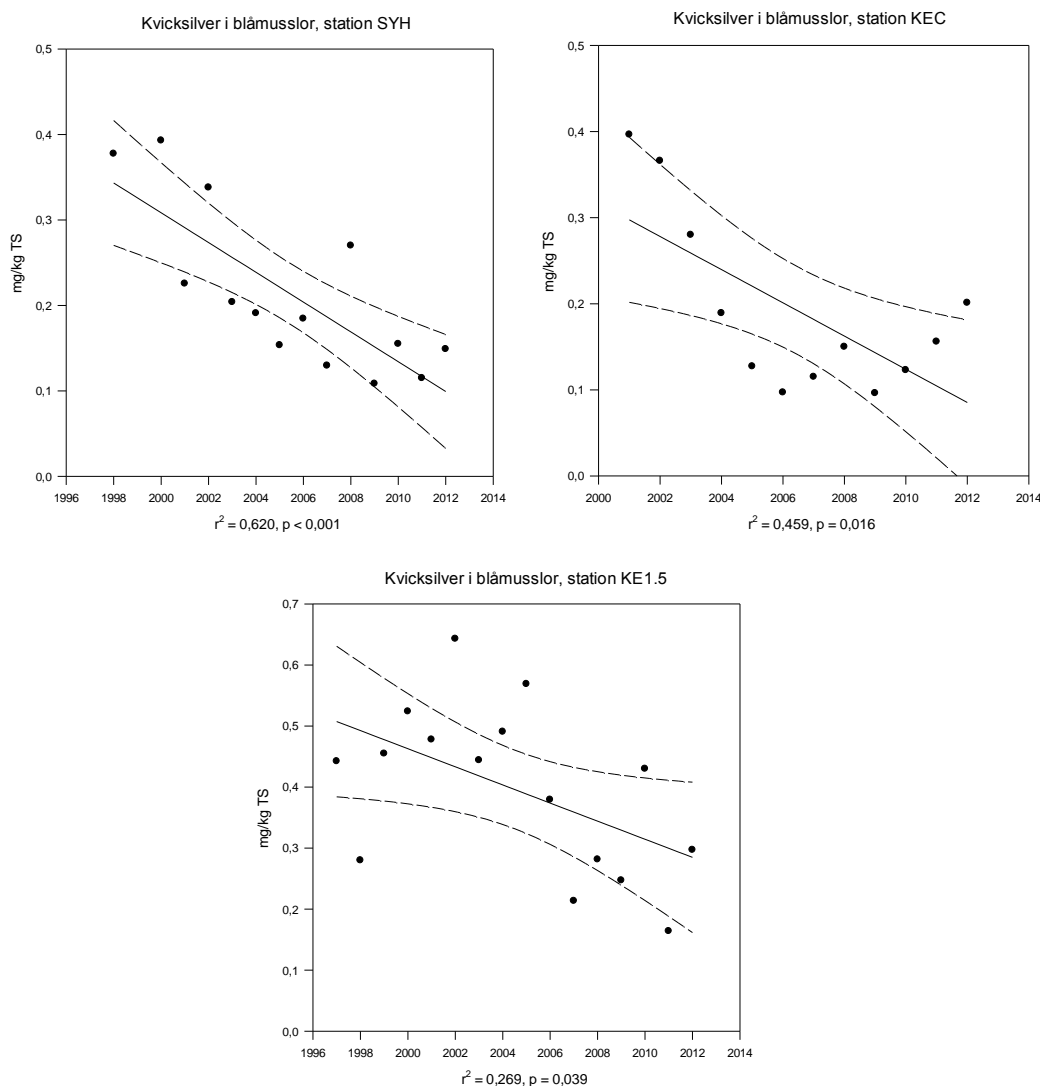 Kvicksilver i blåmusslor, station SYH
0,5
0,4
0,3
0,2
0,1
0,0
mg/kg TS
1996 1998 2000 2002 2004 2006 2008 2010 2012 2014
r² = 0,620, p < 0,001
Kvicksilver i blåmusslor, station KEC
0,5
0,4
0,3
0,2
0,1
0,0
mg/kg TS
2000 2002 2004 2006 2008 2010 2012 2014
r² = 0,459, p = 0,016
Kvicksilver i blåmusslor, station KE1.5
0,7
0,6
0,5
0,4
0,3
0,2
0,1
0,0
mg/kg TS
1996 1998 2000 2002 2004 2006 2008 2010 2012 2014
r² = 0,269, p = 0,039